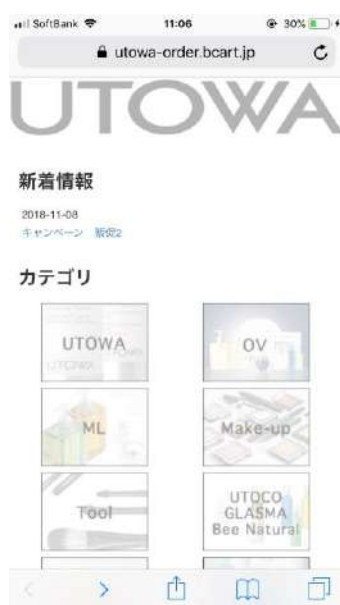 SoftBank 11:06 30%
utowa-order.bcart.jp
UTOWA
新着情報
2018-11-08
キャンペーン 販促2
カテゴリ
UTOWA OV
ML Make-up
Tool UTOCO GLASMA Bee Natural